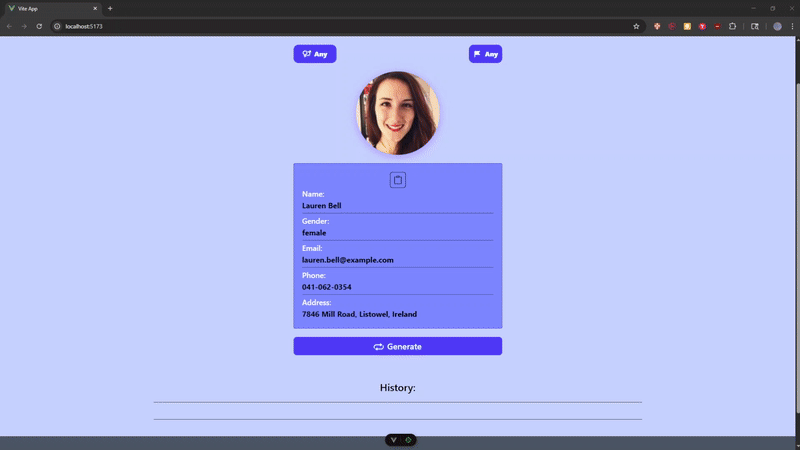 Vite App
localhost:5173
Any
Any
Name:
Lauren Bell
Gender:
female
Email:
lauren.bell@example.com
Phone:
041-062-0354
Address:
7846 Mill Road, Listowel, Ireland
Generate
History: